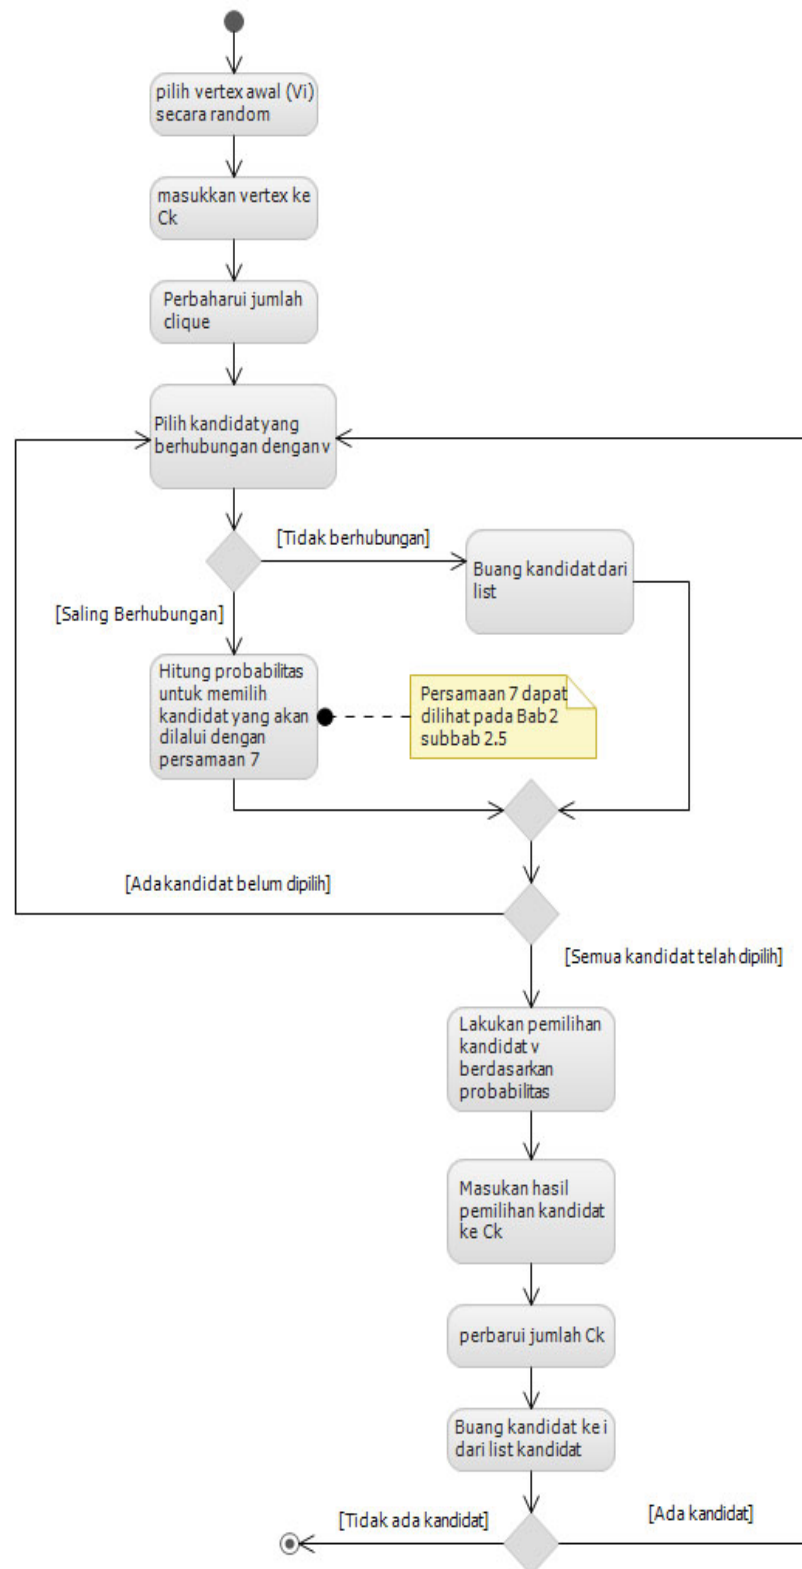 pilih vertex awal (Vi)
secara random
masukkan vertex ke
Ck
Perbaharui jumlah
clique
Pilih kandidat yang
berhubungan dengan v
[Tidak berhubungan]
Buang kandidat dari
list
[Saling Berhubungan]
Hitung probabilitas
untuk memilih
kandidat yang akan
dilalui dengan
persamaan 7
Persamaan 7 dapat
dilihat pada Bab 2
subbab 2.5
[Ada kandidat belum dipilih]
[Semua kandidat telah dipilih]
Lakukan pemilihan
kandidat v
berdasarkan
probabilitas
Masukan hasil
pemilihan kandidat
ke Ck
perbarui jumlah Ck
Buang kandidat ke i
dari list kandidat
[Tidak ada kandidat]
[Ada kandidat]